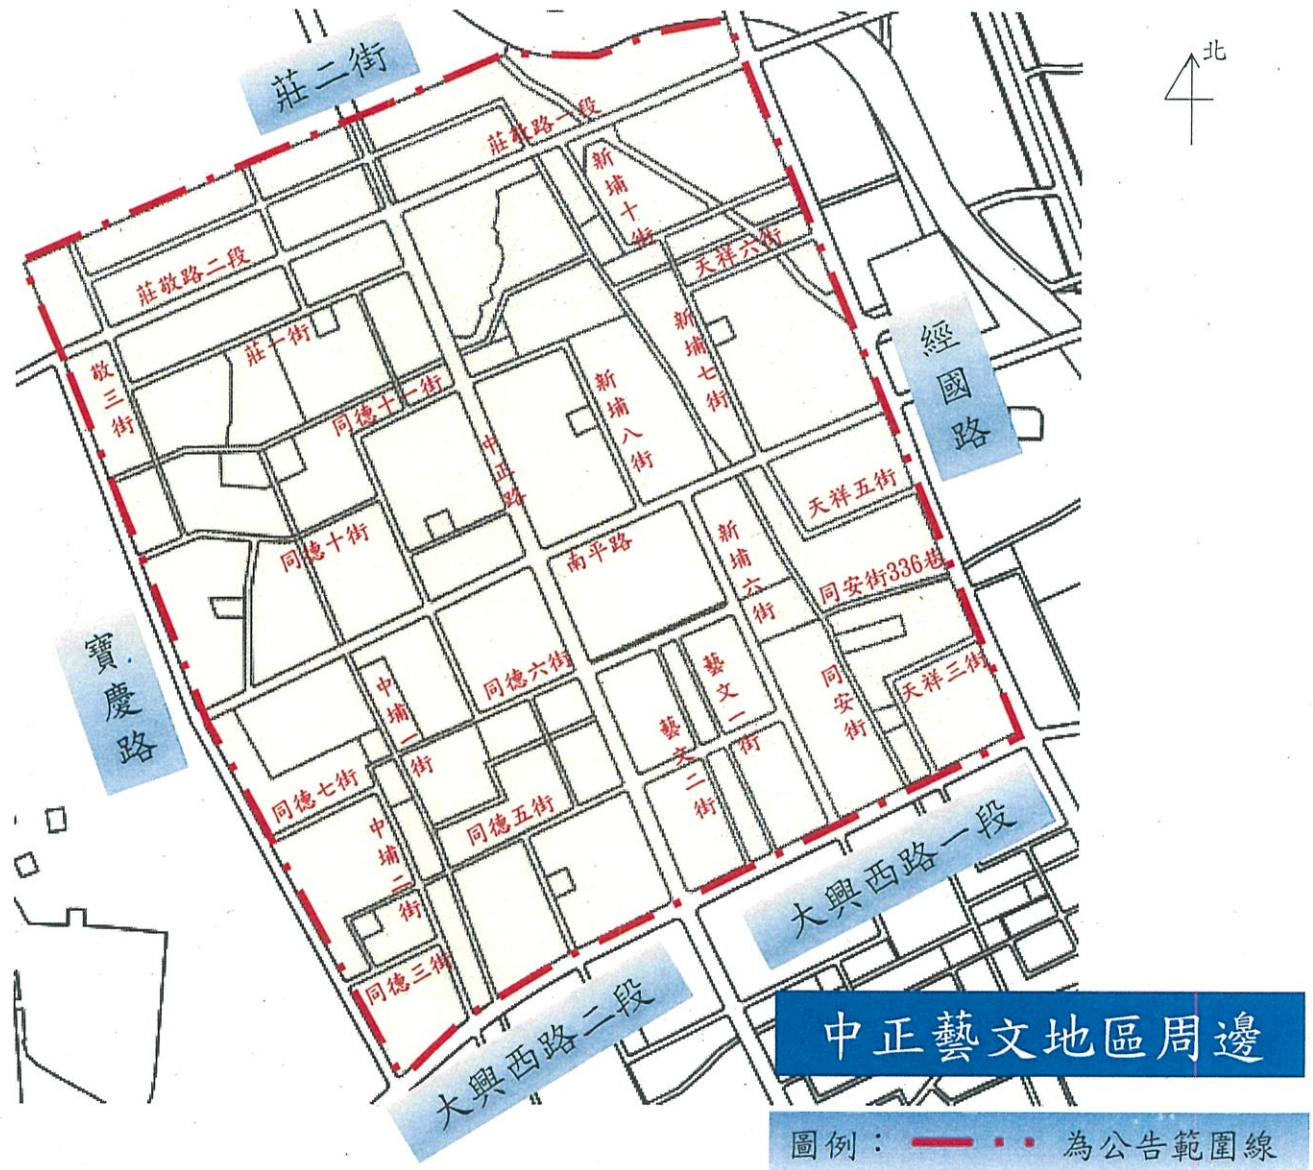 莊二街
北
莊敬路一段
新埔十街
天祥六街
莊敬路二段
莊一街
新埔七街
經國路
敬三街
同德十一街
新埔八街
中正路
天祥五街
同德十街
南平路
新埔六街
同安街336巷
寶慶路
同德六街
中埔一街
藝文一街
同安街
天祥三街
藝文二街
同德七街
同德五街
中埔二街
大興西路一段
同德三街
大興西路二段
中正藝文地區周邊
圖例：
為公告範圍線